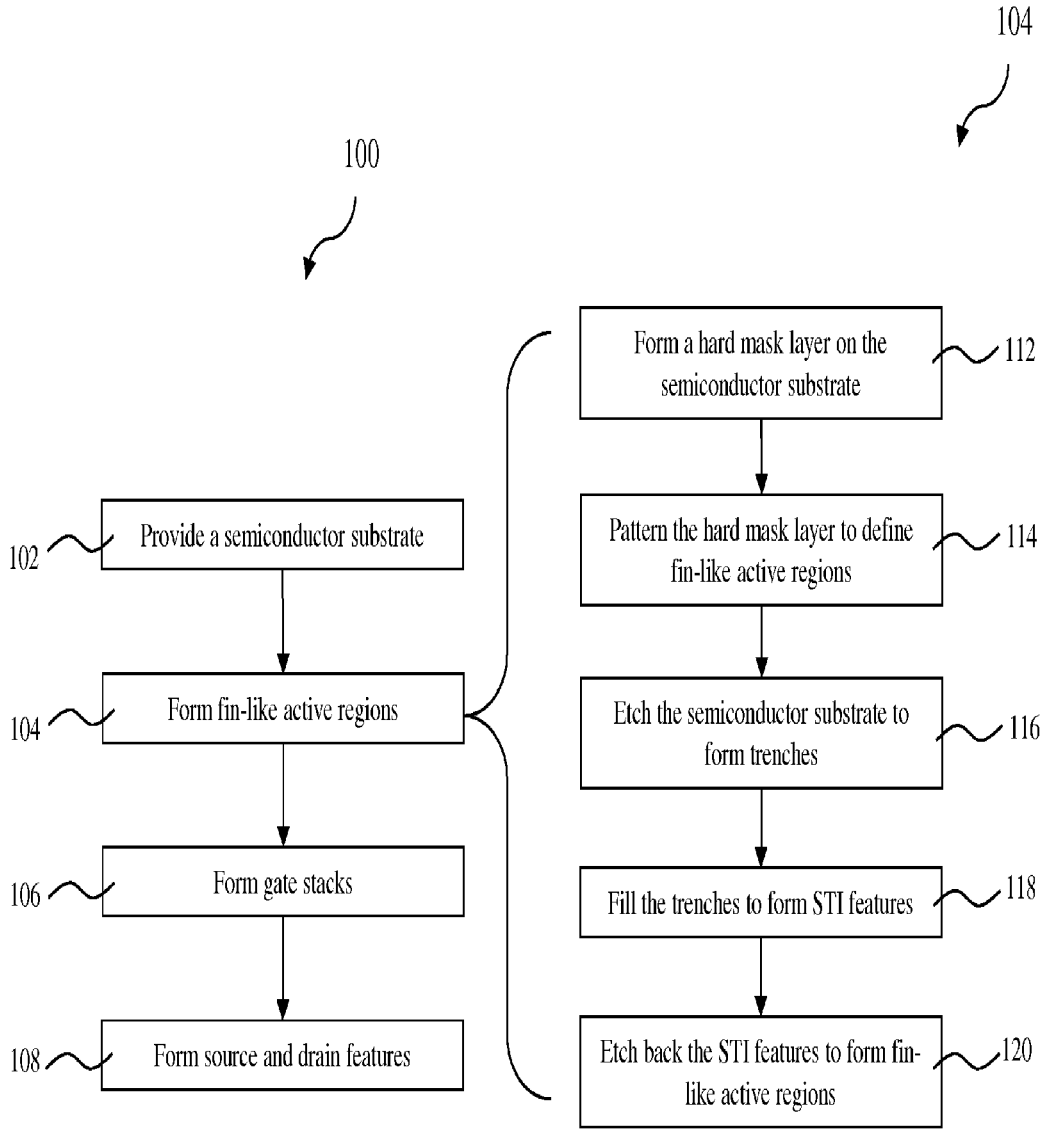 104
100
102
Provide a semiconductor substrate
104
Form fin-like active regions
106
Form gate stacks
108
Form source and drain features
Form a hard mask layer on the
semiconductor substrate
112
Pattern the hard mask layer to define
fin-like active regions
114
Etch the semiconductor substrate to
form trenches
116
Fill the trenches to form STI features
118
Etch back the STI features to form fin-
like active regions
120